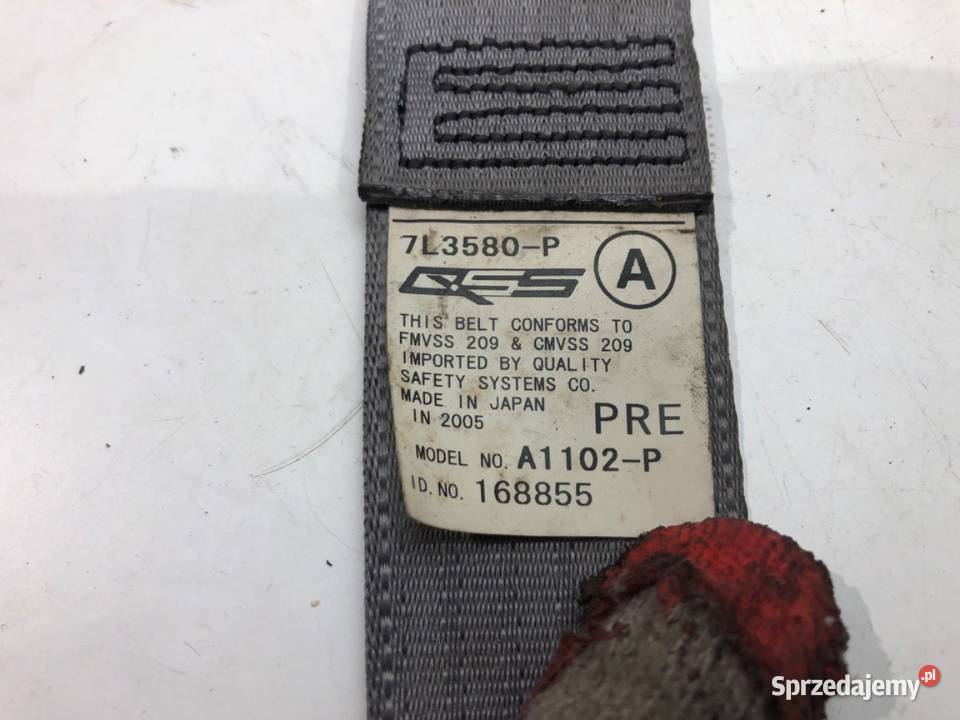 7L3580-P
A
QSS
THIS BELT CONFORMS TO
FMVSS 209 & CMVSS 209
IMPORTED BY QUALITY
SAFETY SYSTEMS CO.
MADE IN JAPAN
IN 2005
PRE
MODEL NO. A1102-P
ID. NO. 168855
Sprzedajemy.pl